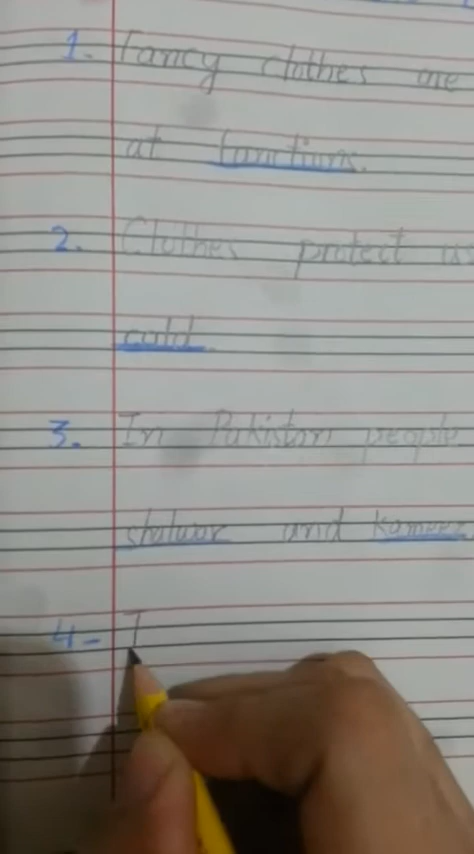 1. Fancy clothes are
at functions.
2. Clothes protect us
cold
3. In Pakistan people
shalwar and kameez
4-